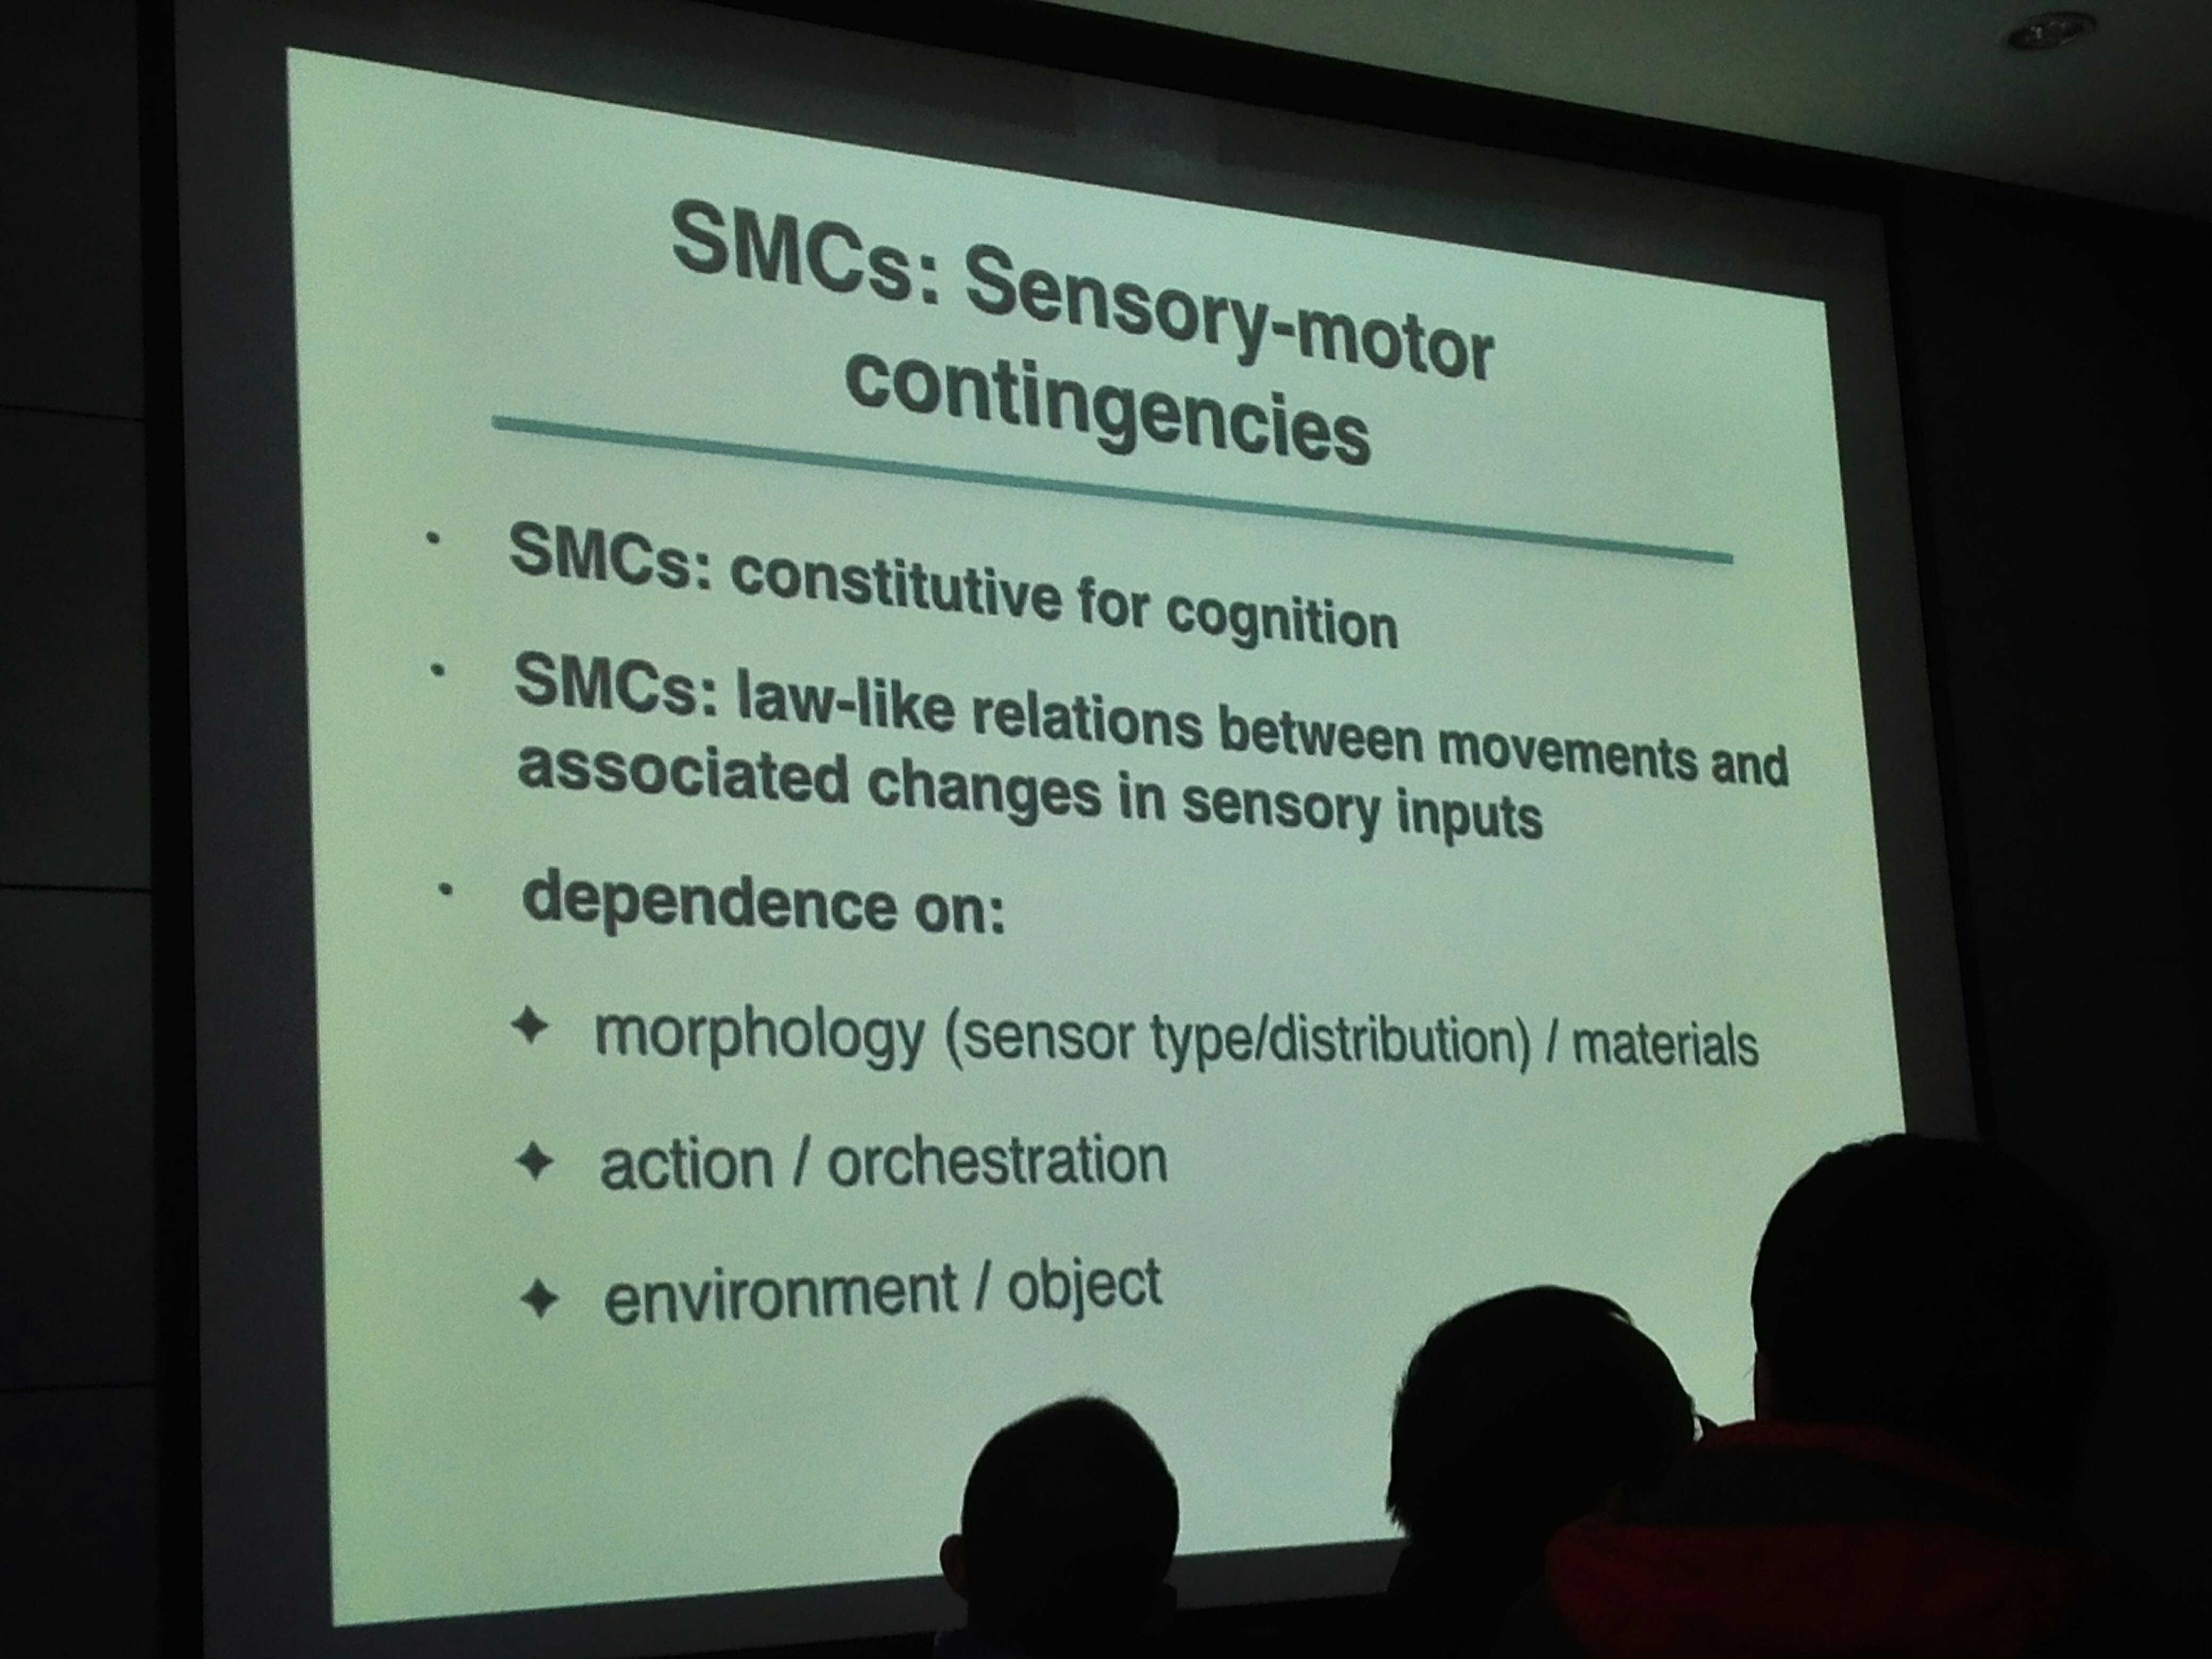 SMCs: Sensory-motor
contingencies
· SMCs: constitutive for cognition
· SMCs: law-like relations between movements and
associated changes in sensory inputs
· dependence on:
✦ morphology (sensor type/distribution) / materials
✦ action / orchestration
✦ environment / object